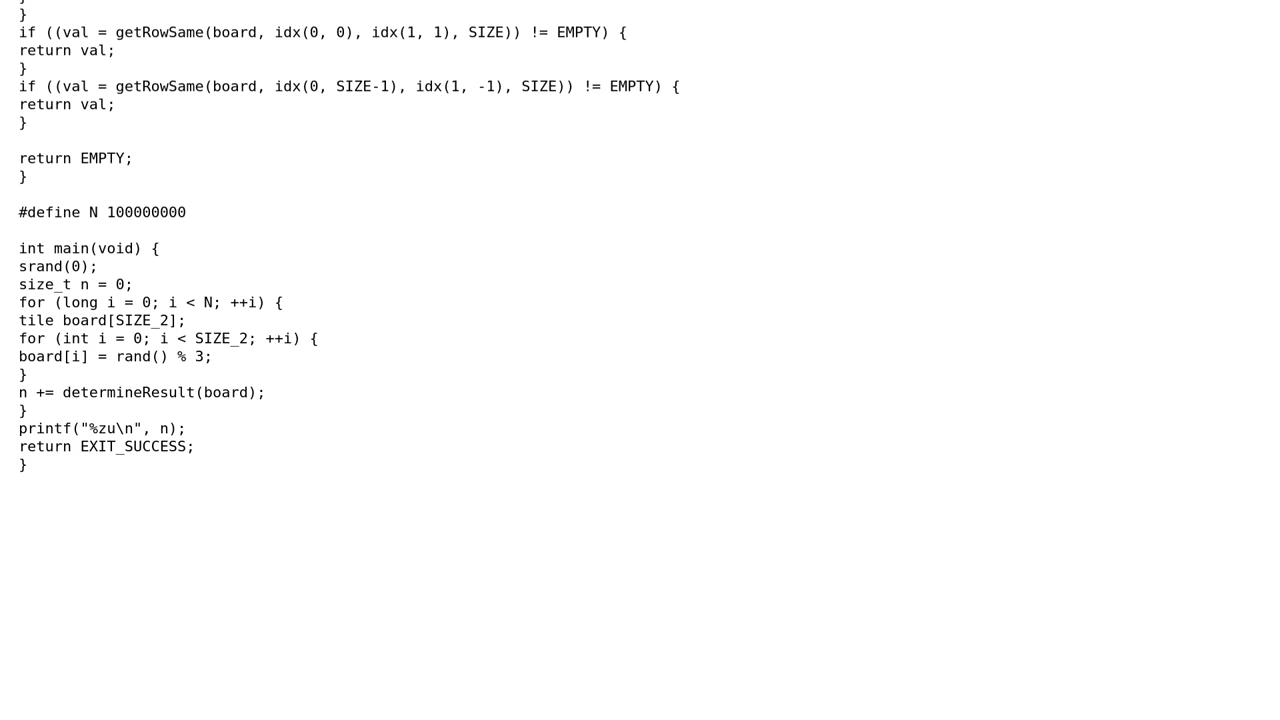 }
if ((val = getRowSame(board, idx(0, 0), idx(1, 1), SIZE)) != EMPTY) {
return val;
}
if ((val = getRowSame(board, idx(0, SIZE-1), idx(1, -1), SIZE)) != EMPTY) {
return val;
}

return EMPTY;
}

#define N 100000000

int main(void) {
srand(0);
size_t n = 0;
for (long i = 0; i < N; ++i) {
tile board[SIZE_2];
for (int i = 0; i < SIZE_2; ++i) {
board[i] = rand() % 3;
}
n += determineResult(board);
}
printf("%zu\n", n);
return EXIT_SUCCESS;
}